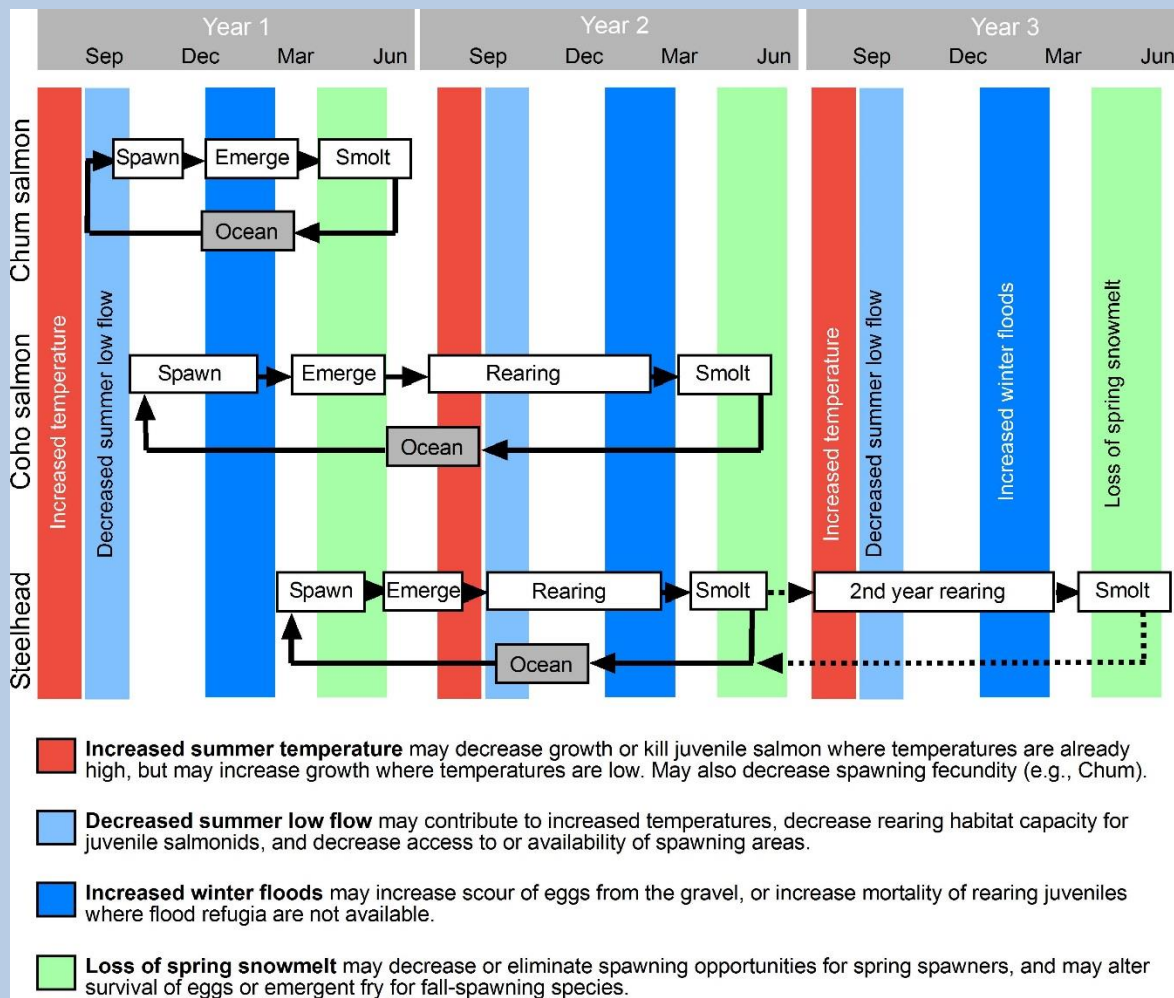 Year 1
Year 2
Year 3
Sep Dec Mar Jun Sep Dec Mar Jun Sep Dec Mar Jun
Chum salmon
Spawn Emerge Smolt
Ocean
Increased temperature
Decreased summer low flow
Coho salmon
Spawn Emerge Rearing Smolt
Ocean
Increased temperature
Decreased summer low flow
Increased winter floods
Loss of spring snowmelt
Steelhead
Spawn Emerge Rearing Smolt 2nd year rearing Smolt
Ocean
Increased summer temperature may decrease growth or kill juvenile salmon where temperatures are already
high, but may increase growth where temperatures are low. May also decrease spawning fecundity (e.g., Chum).
Decreased summer low flow may contribute to increased temperatures, decrease rearing habitat capacity for
juvenile salmonids, and decrease access to or availability of spawning areas.
Increased winter floods may increase scour of eggs from the gravel, or increase mortality of rearing juveniles
where flood refugia are not available.
Loss of spring snowmelt may decrease or eliminate spawning opportunities for spring spawners, and may alter
survival of eggs or emergent fry for fall-spawning species.